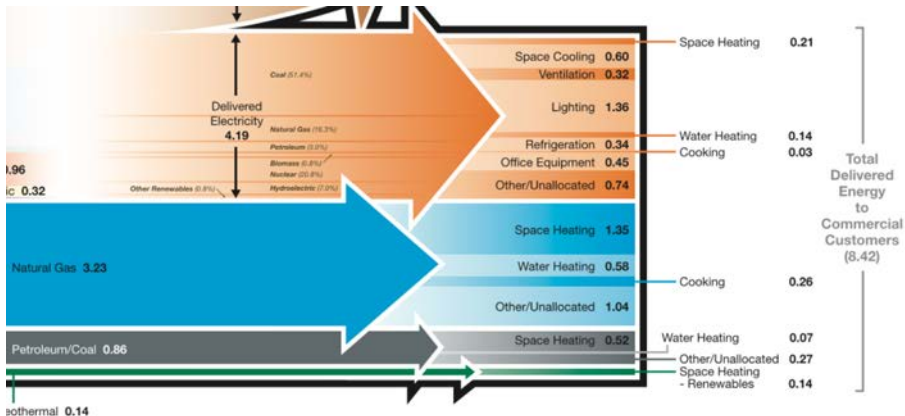 Space Heating 0.21
Space Cooling 0.60
Ventilation 0.32
Coal (51.4%)
Delivered
Electricity
4.19
Lighting 1.36
Natural Gas (16.3%)
Water Heating 0.14
Petroleum (3.0%)
Refrigeration 0.34
Cooking 0.03
Biomass (0.8%)
Office Equipment 0.45
0.96
Nuclear (20.8%)
ic 0.32
Other Renewables (0.8%)
Hydroelectric (7.0%)
Other/Unallocated 0.74
Total
Delivered
Energy
to
Commercial
Customers
(8.42)
Space Heating 1.35
Natural Gas 3.23
Water Heating 0.58
Cooking 0.26
Other/Unallocated 1.04
Petroleum/Coal 0.86
Space Heating 0.52
Water Heating 0.07
Other/Unallocated 0.27
Space Heating
- Renewables 0.14
eothermal 0.14